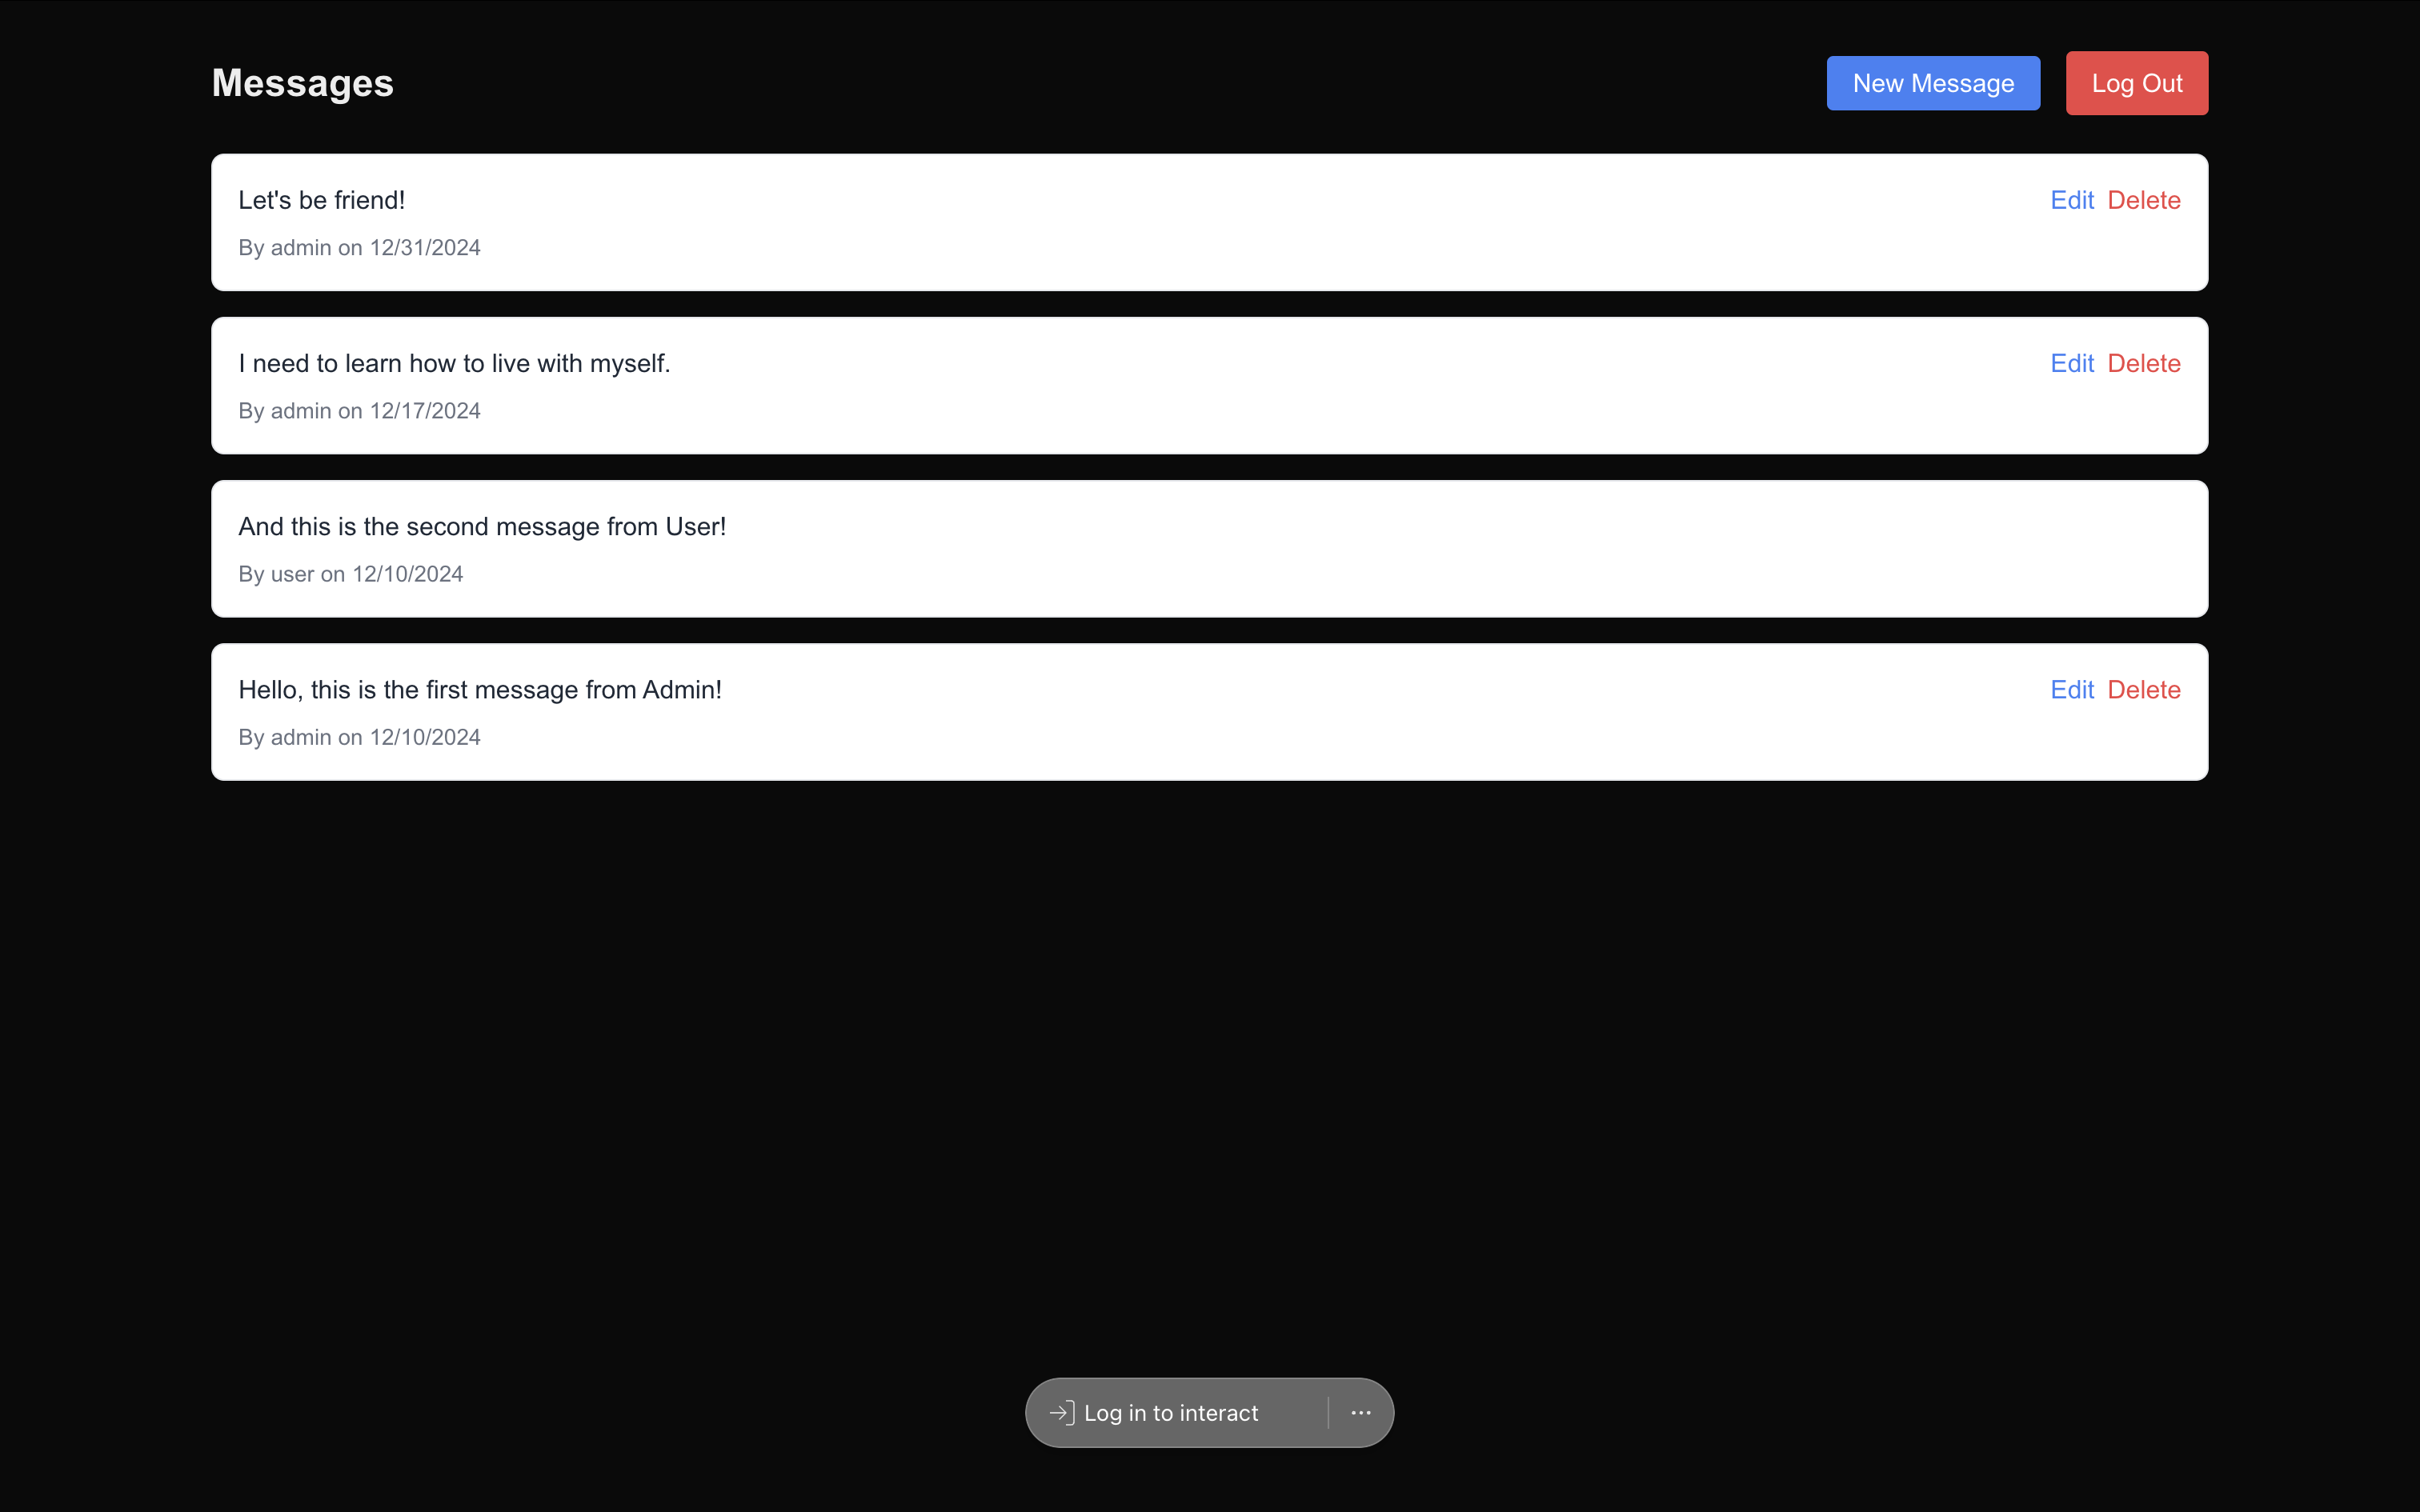 Messages
New Message
Log Out
Let's be friend!
Edit Delete
By admin on 12/31/2024
I need to learn how to live with myself.
Edit Delete
By admin on 12/17/2024
And this is the second message from User!
By user on 12/10/2024
Hello, this is the first message from Admin!
Edit Delete
By admin on 12/10/2024
Log in to interact